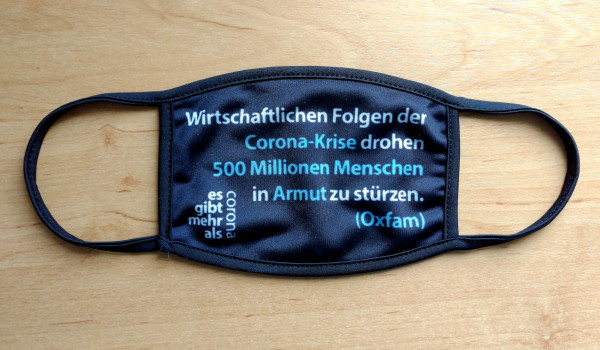 Wirtschaftlichen Folgen der
Corona-Krise drohen
500 Millionen Menschen
in Armut zu stürzen.
(Oxfam)
es
gibt
mehr
als
corona